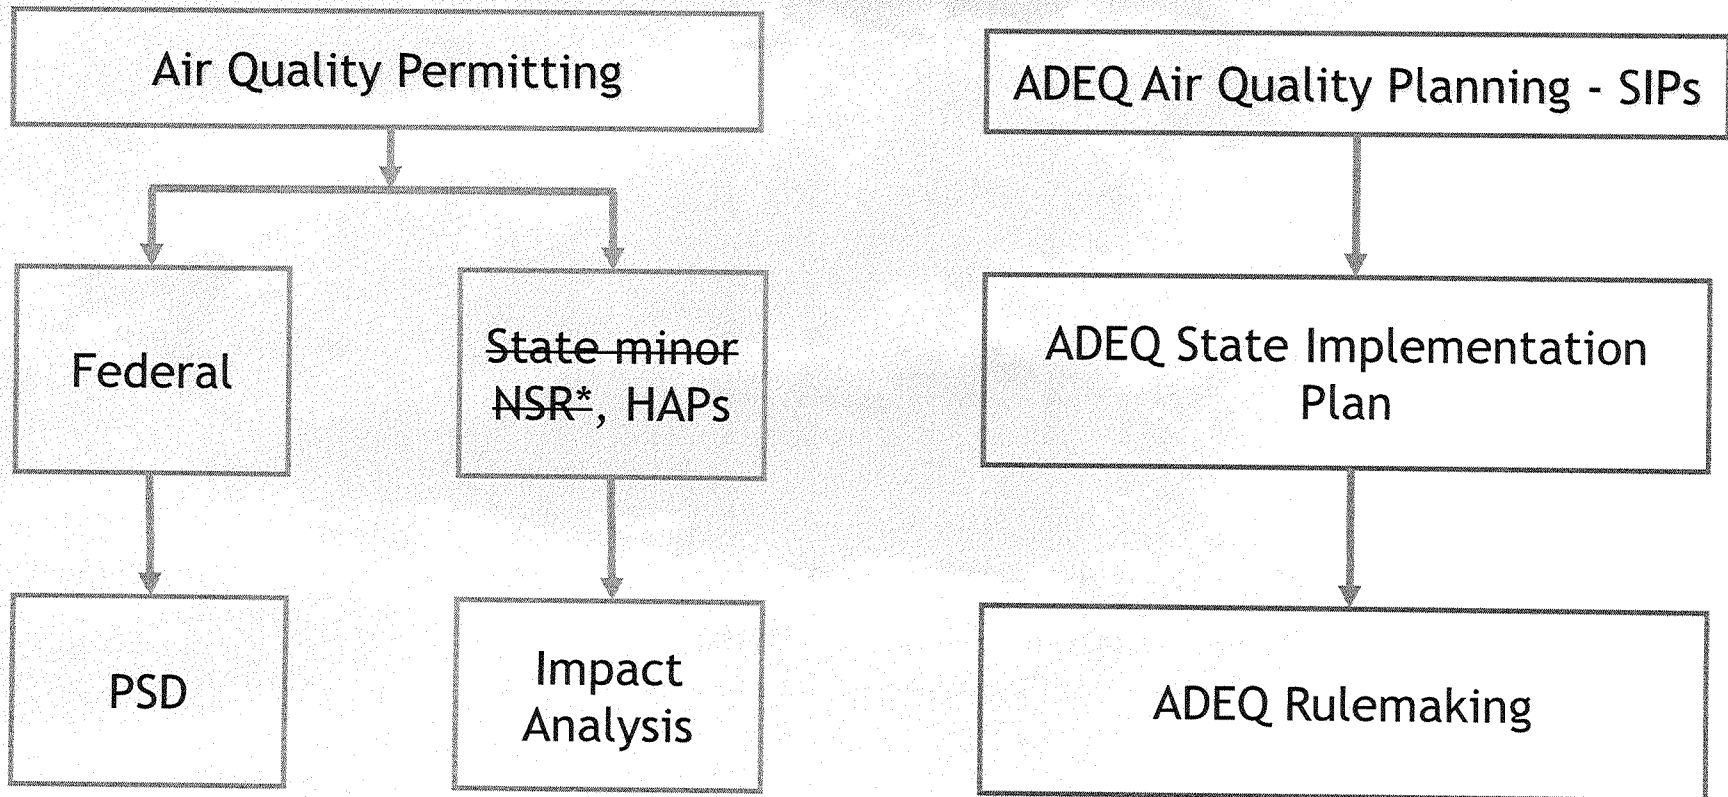 Air Quality Permitting
ADEQ Air Quality Planning - SIPs
Federal
State minor
NSR*, HAPs
ADEQ State Implementation
Plan
PSD
Impact
Analysis
ADEQ Rulemaking